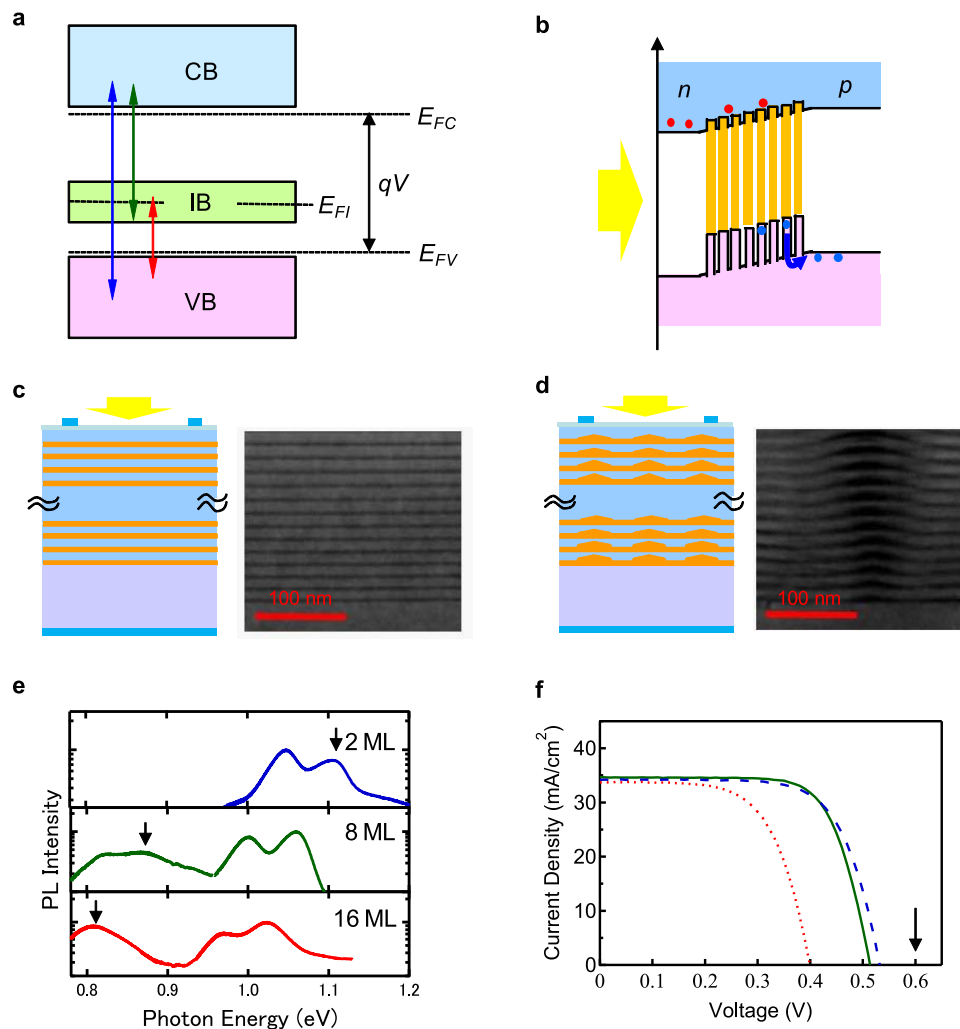 a
CB
E_FC
qV
IB
E_FI
E_FV
VB
b
n
p
c
100 nm
d
100 nm
e
2 ML
8 ML
16 ML
PL Intensity
0.8 0.9 1.0 1.1 1.2
Photon Energy (eV)
f
Current Density (mA/cm²)
40
30
20
10
0
0 0.1 0.2 0.3 0.4 0.5 0.6
Voltage (V)